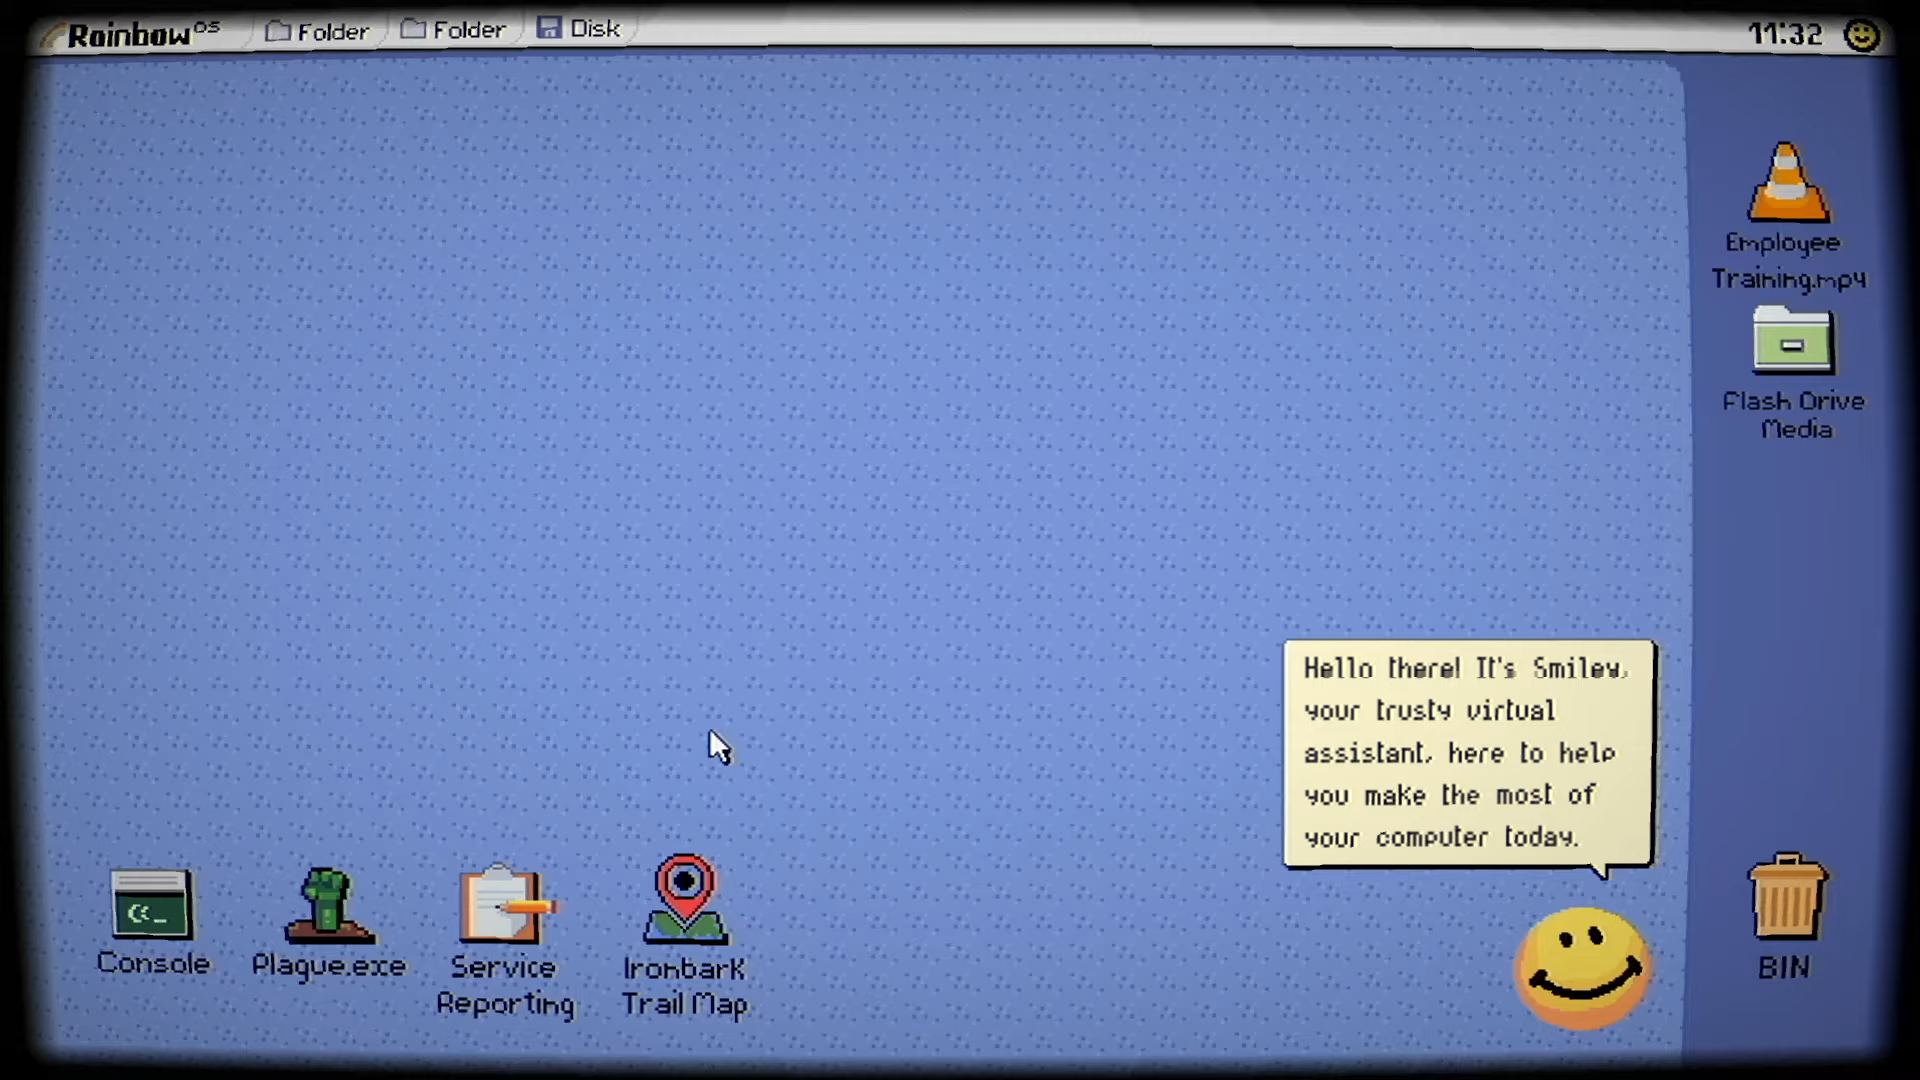 Rainbow OS
Folder
Folder
Disk
11:32
Employee
Training.mp4
Flash Drive
Media
Hello there! It's Smiley,
your trusty virtual
assistant, here to help
you make the most of
your computer today.
Console
Plague.exe
Service
Reporting
Ironbark
Trail Map
BIN